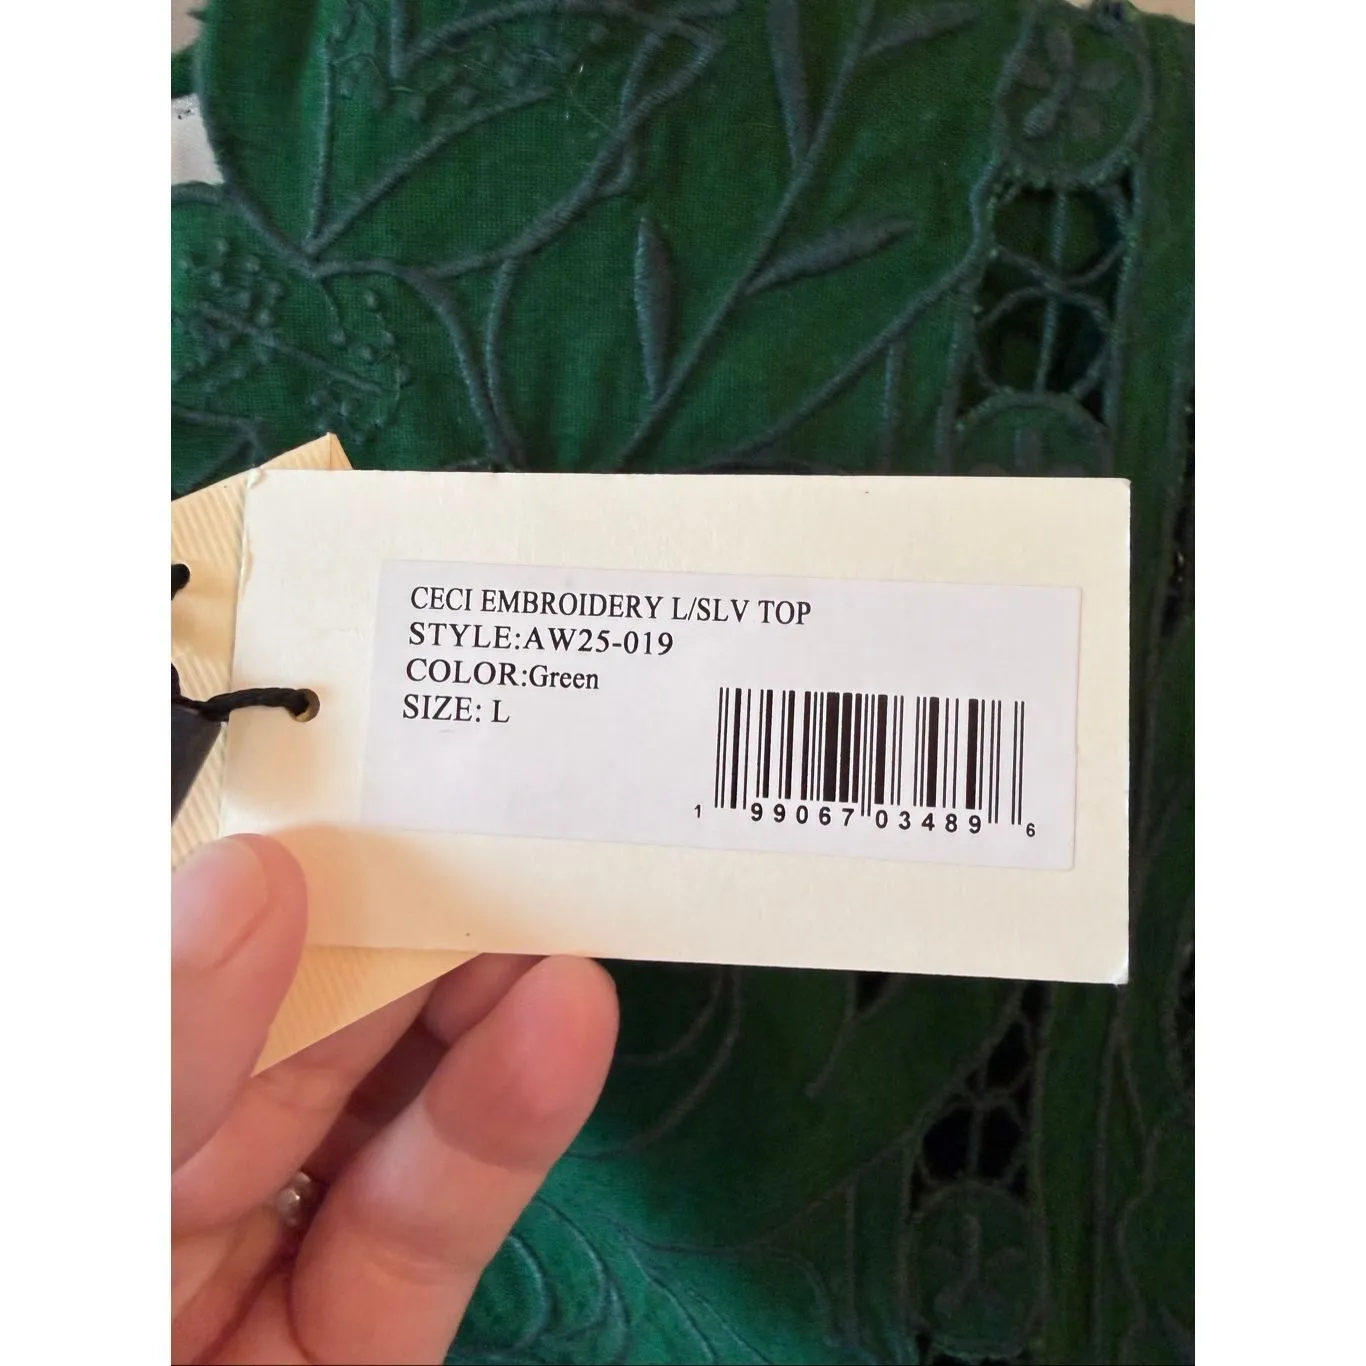 CECI EMBROIDERY L/SLV TOP
STYLE:AW25-019
COLOR:Green
SIZE: L
1 99067 03489 6